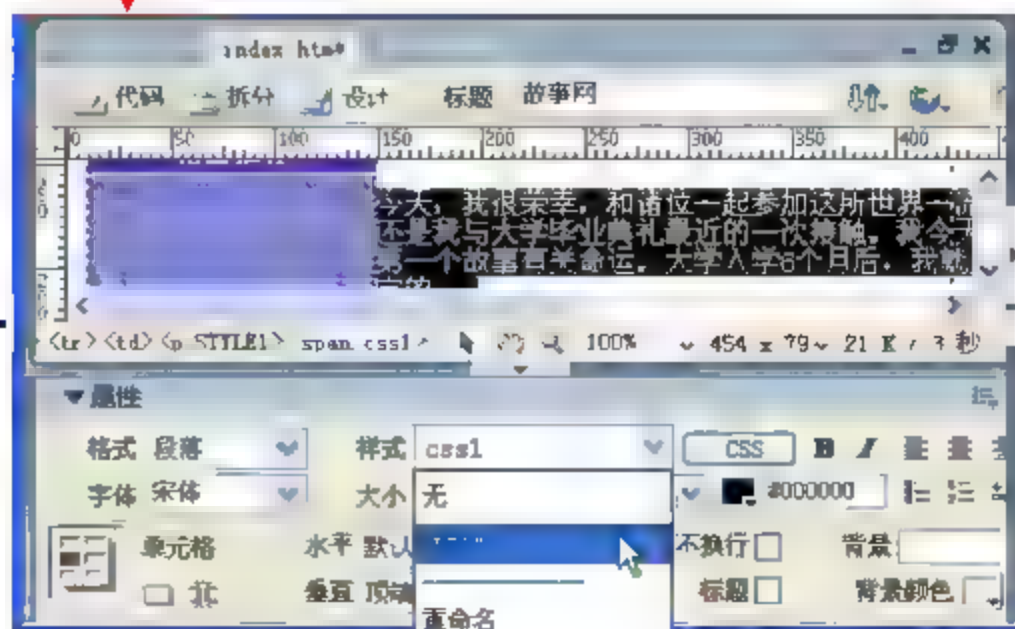 index htm*
代码 拆分 设计 标题 故事网
0 50 100 150 200 250 300 350 400
今天，我很荣幸，和诸位一起参加这所世界一
不是我与大学毕业典礼最近的一次接触。我今
一个故事有关命运。大学入学6个月后，我就
<tr><td><p STYLE1> span css1> 100% 454 x 79 21 K / 3 秒
属性
格式 段落 样式 css1 CSS B I
字体 宋体 大小 无 #000000
单元格 水平 默认 不换行 背景
垂直 顶端 标题 背景颜色
重命名